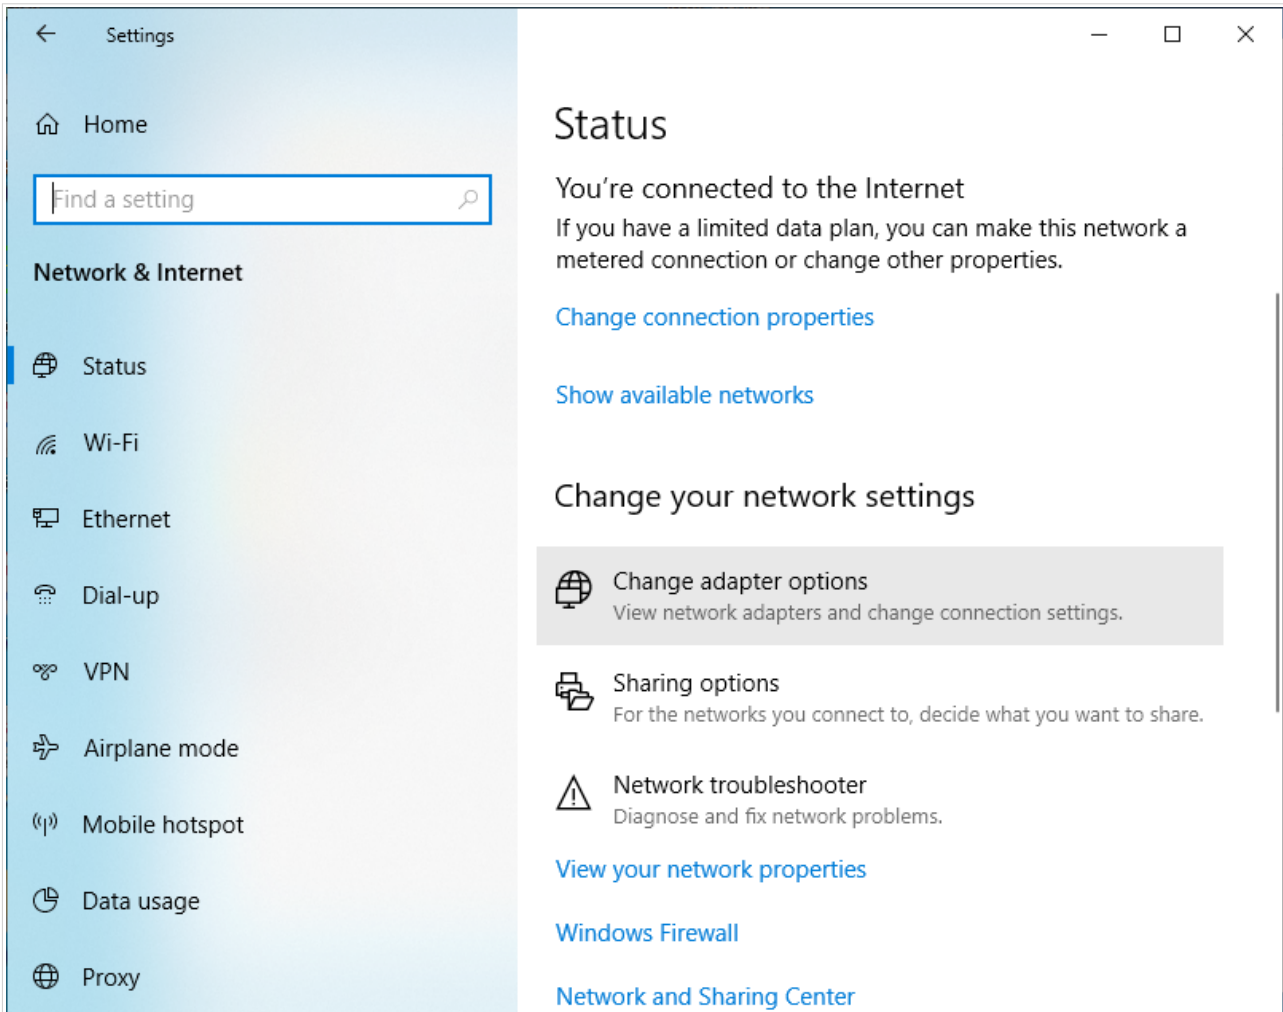 Settings
Home
Find a setting
Network & Internet
Status
Wi-Fi
Ethernet
Dial-up
VPN
Airplane mode
Mobile hotspot
Data usage
Proxy
Status
You're connected to the Internet
If you have a limited data plan, you can make this network a
metered connection or change other properties.
Change connection properties
Show available networks
Change your network settings
Change adapter options
View network adapters and change connection settings.
Sharing options
For the networks you connect to, decide what you want to share.
Network troubleshooter
Diagnose and fix network problems.
View your network properties
Windows Firewall
Network and Sharing Center